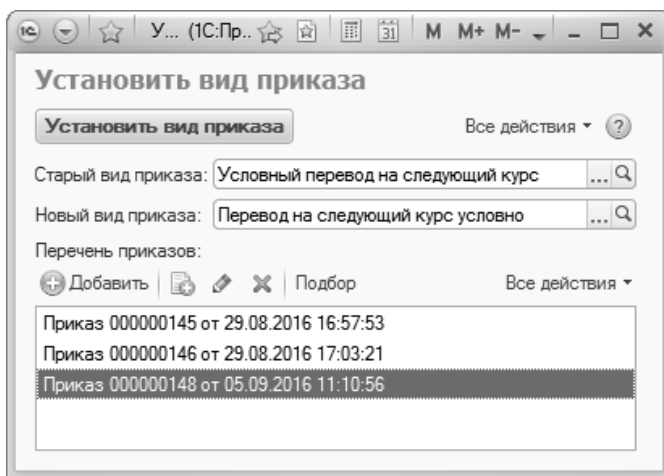 1С У... (1С:Пр.. 31 M M+ M-
Установить вид приказа
Установить вид приказа Все действия ?
Старый вид приказа: Условный перевод на следующий курс ...
Новый вид приказа: Перевод на следующий курс условно ...
Перечень приказов:
Добавить Подбор Все действия
Приказ 000000145 от 29.08.2016 16:57:53
Приказ 000000146 от 29.08.2016 17:03:21
Приказ 000000148 от 05.09.2016 11:10:56